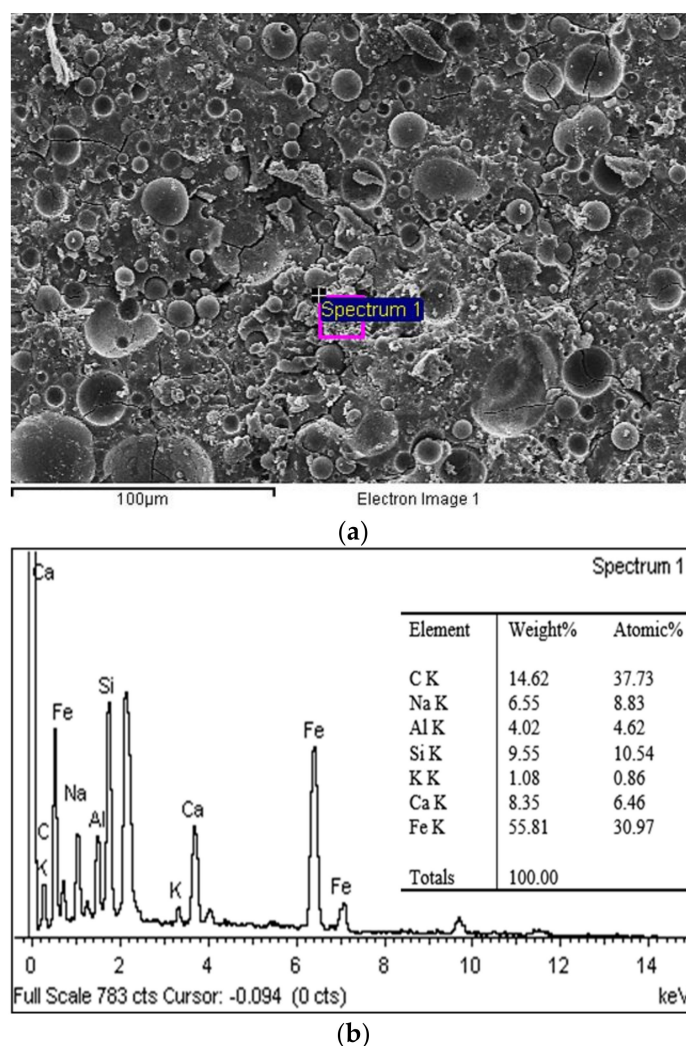 Spectrum 1
100µm Electron Image 1
(a)
Spectrum 1
Ca
Element Weight% Atomic%
C K 14.62 37.73
Na K 6.55 8.83
Al K 4.02 4.62
Si K 9.55 10.54
K K 1.08 0.86
Ca K 8.35 6.46
Fe K 55.81 30.97
Totals 100.00
Si
Fe
Fe
Na
Al
Ca
C
K
K
Fe
0 2 4 6 8 10 12 14
Full Scale 783 cts Cursor: -0.094 (0 cts) keV
(b)